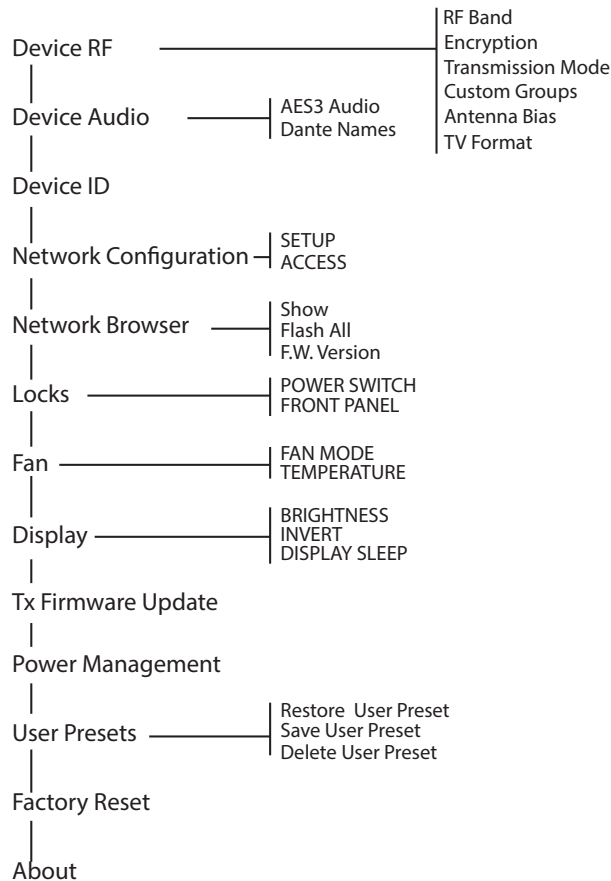 Device RF
RF Band
Encryption
Transmission Mode
Custom Groups
Antenna Bias
TV Format
Device Audio
AES3 Audio
Dante Names
Device ID
Network Configuration
SETUP
ACCESS
Network Browser
Show
Flash All
F.W. Version
Locks
POWER SWITCH
FRONT PANEL
Fan
FAN MODE
TEMPERATURE
Display
BRIGHTNESS
INVERT
DISPLAY SLEEP
Tx Firmware Update
Power Management
User Presets
Restore User Preset
Save User Preset
Delete User Preset
Factory Reset
About